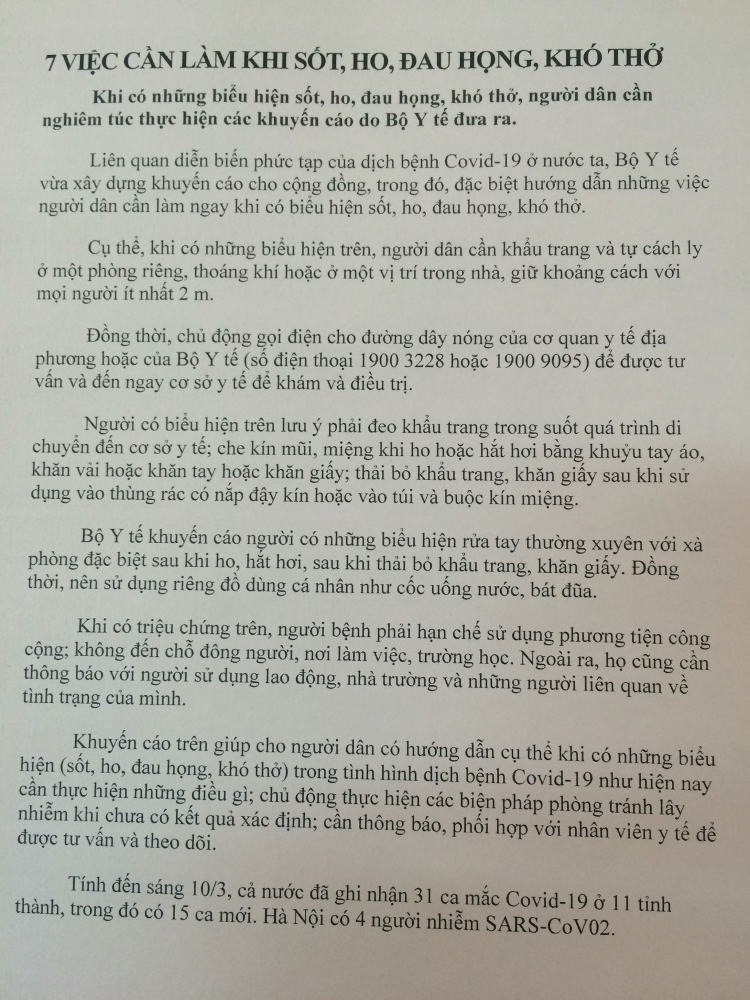 7 VIỆC CẦN LÀM KHI SỐT, HO, ĐAU HỌNG, KHÓ THỞ
Khi có những biểu hiện sốt, ho, đau họng, khó thở, người dân cần
nghiêm túc thực hiện các khuyến cáo do Bộ Y tế đưa ra.
Liên quan diễn biến phức tạp của dịch bệnh Covid-19 ở nước ta, Bộ Y tế
vừa xây dựng khuyến cáo cho cộng đồng, trong đó, đặc biệt hướng dẫn những việc
người dân cần làm ngay khi có biểu hiện sốt, ho, đau họng, khó thở.
Cụ thể, khi có những biểu hiện trên, người dân cần khẩu trang và tự cách ly
ở một phòng riêng, thoáng khí hoặc ở một vị trí trong nhà, giữ khoảng cách với
mọi người ít nhất 2 m.
Đồng thời, chủ động gọi điện cho đường dây nóng của cơ quan y tế địa
phương hoặc của Bộ Y tế (số điện thoại 1900 3228 hoặc 1900 9095) để được tư
vấn và đến ngay cơ sở y tế để khám và điều trị.
Người có biểu hiện trên lưu ý phải đeo khẩu trang trong suốt quá trình di
chuyển đến cơ sở y tế; che kín mũi, miệng khi ho hoặc hắt hơi bằng khuỷu tay áo,
khăn vải hoặc khăn tay hoặc khăn giấy; thải bỏ khẩu trang, khăn giấy sau khi sử
dụng vào thùng rác có nắp đậy kín hoặc vào túi và buộc kín miệng.
Bộ Y tế khuyến cáo người có những biểu hiện rửa tay thường xuyên với xà
phòng đặc biệt sau khi ho, hắt hơi, sau khi thải bỏ khẩu trang, khăn giấy. Đồng
thời, nên sử dụng riêng đồ dùng cá nhân như cốc uống nước, bát đũa.
Khi có triệu chứng trên, người bệnh phải hạn chế sử dụng phương tiện công
cộng; không đến chỗ đông người, nơi làm việc, trường học. Ngoài ra, họ cũng cần
thông báo với người sử dụng lao động, nhà trường và những người liên quan về
tình trạng của mình.
Khuyến cáo trên giúp cho người dân có hướng dẫn cụ thể khi có những biểu
hiện (sốt, ho, đau họng, khó thở) trong tình hình dịch bệnh Covid-19 như hiện nay
cần thực hiện những điều gì; chủ động thực hiện các biện pháp phòng tránh lây
nhiễm khi chưa có kết quả xác định; cần thông báo, phối hợp với nhân viên y tế để
được tư vấn và theo dõi.
Tính đến sáng 10/3, cả nước đã ghi nhận 31 ca mắc Covid-19 ở 11 tỉnh
thành, trong đó có 15 ca mới. Hà Nội có 4 người nhiễm SARS-CoV02.